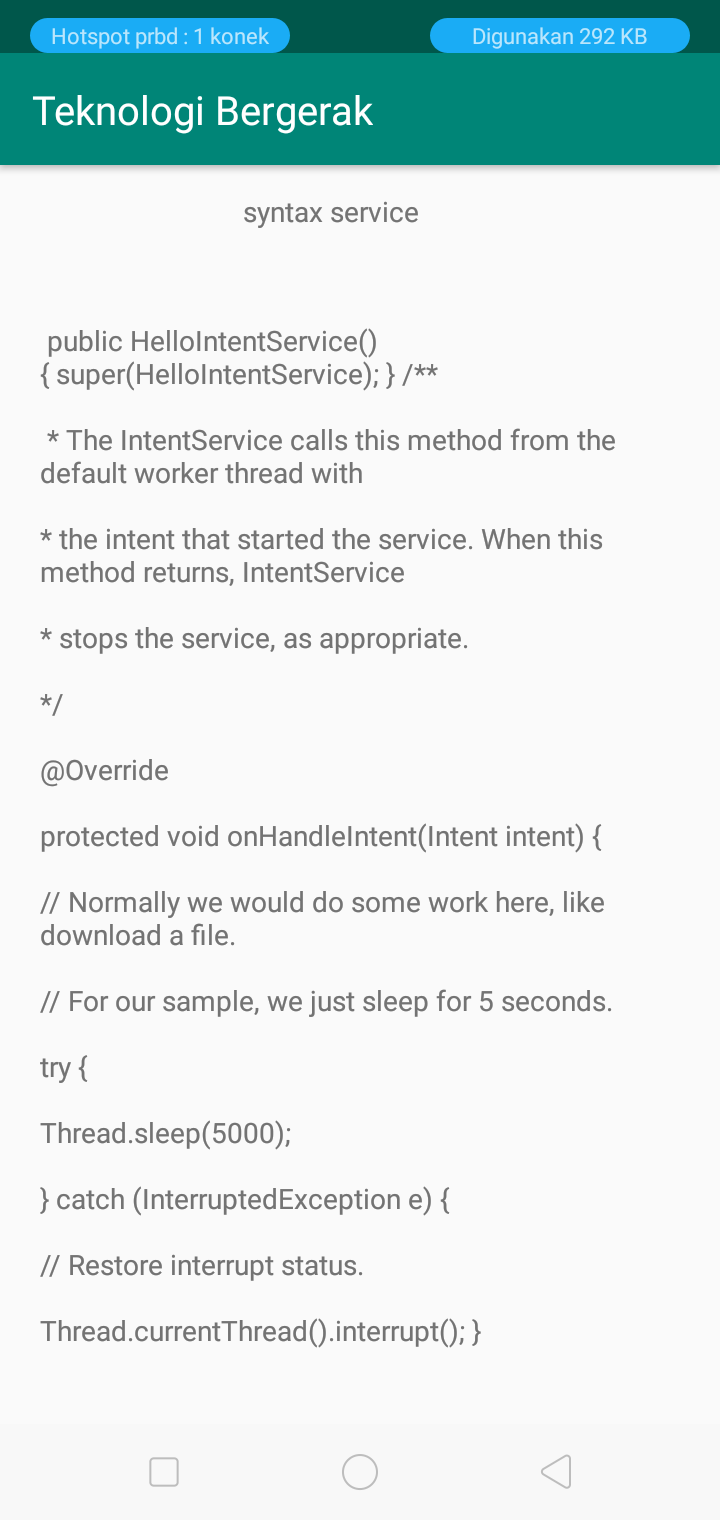 Hotspot prbd : 1 konek
Digunakan 292 KB
Teknologi Bergerak
syntax service
public HelloIntentService()
{ super(HelloIntentService); } /**
* The IntentService calls this method from the
default worker thread with
* the intent that started the service. When this
method returns, IntentService
* stops the service, as appropriate.
*/
@Override
protected void onHandleIntent(Intent intent) {
// Normally we would do some work here, like
download a file.
// For our sample, we just sleep for 5 seconds.
try {
Thread.sleep(5000);
} catch (InterruptedException e) {
// Restore interrupt status.
Thread.currentThread().interrupt(); }